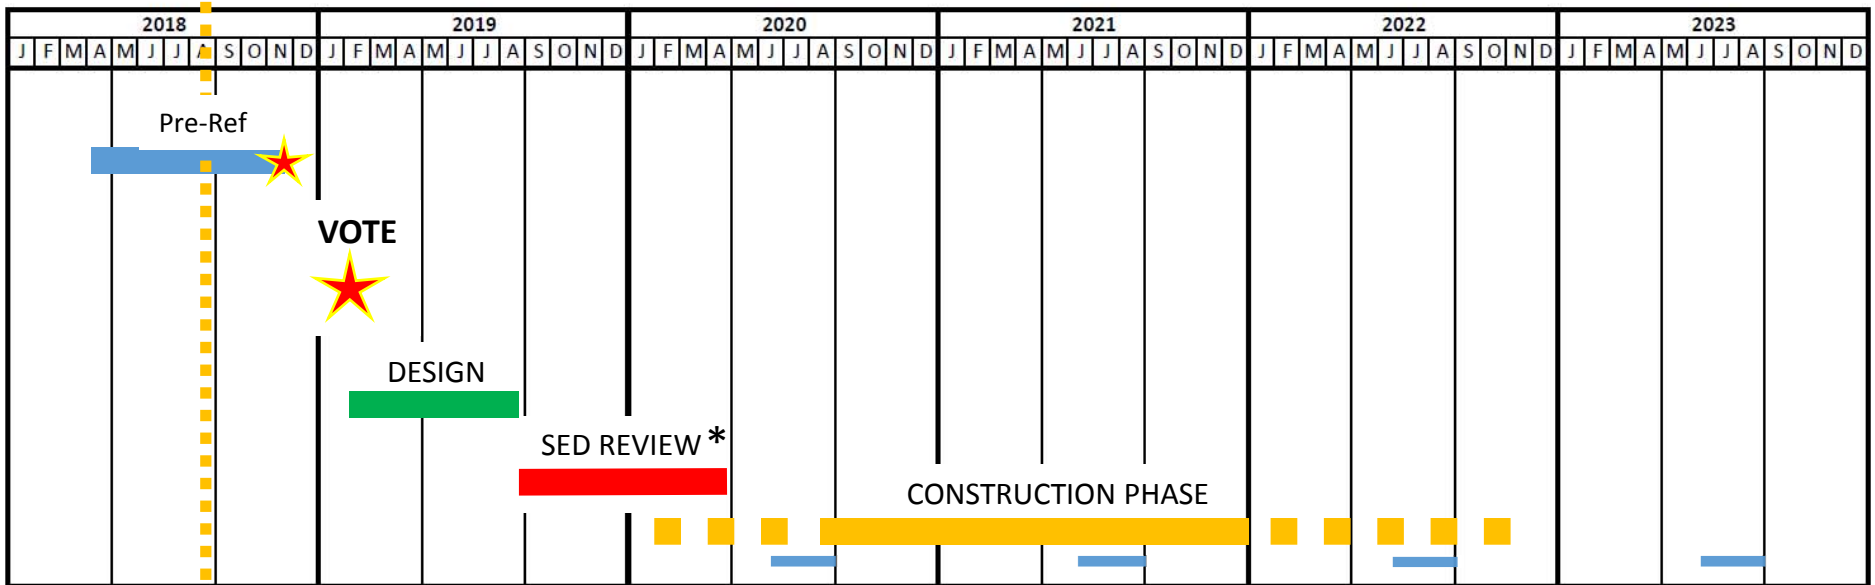 2018 2019 2020 2021 2022 2023
J F M A M J J A S O N D J F M A M J J A S O N D J F M A M J J A S O N D J F M A M J J A S O N D J F M A M J J A S O N D J F M A M J J A S O N D
Pre-Ref
VOTE
DESIGN
SED REVIEW *
CONSTRUCTION PHASE